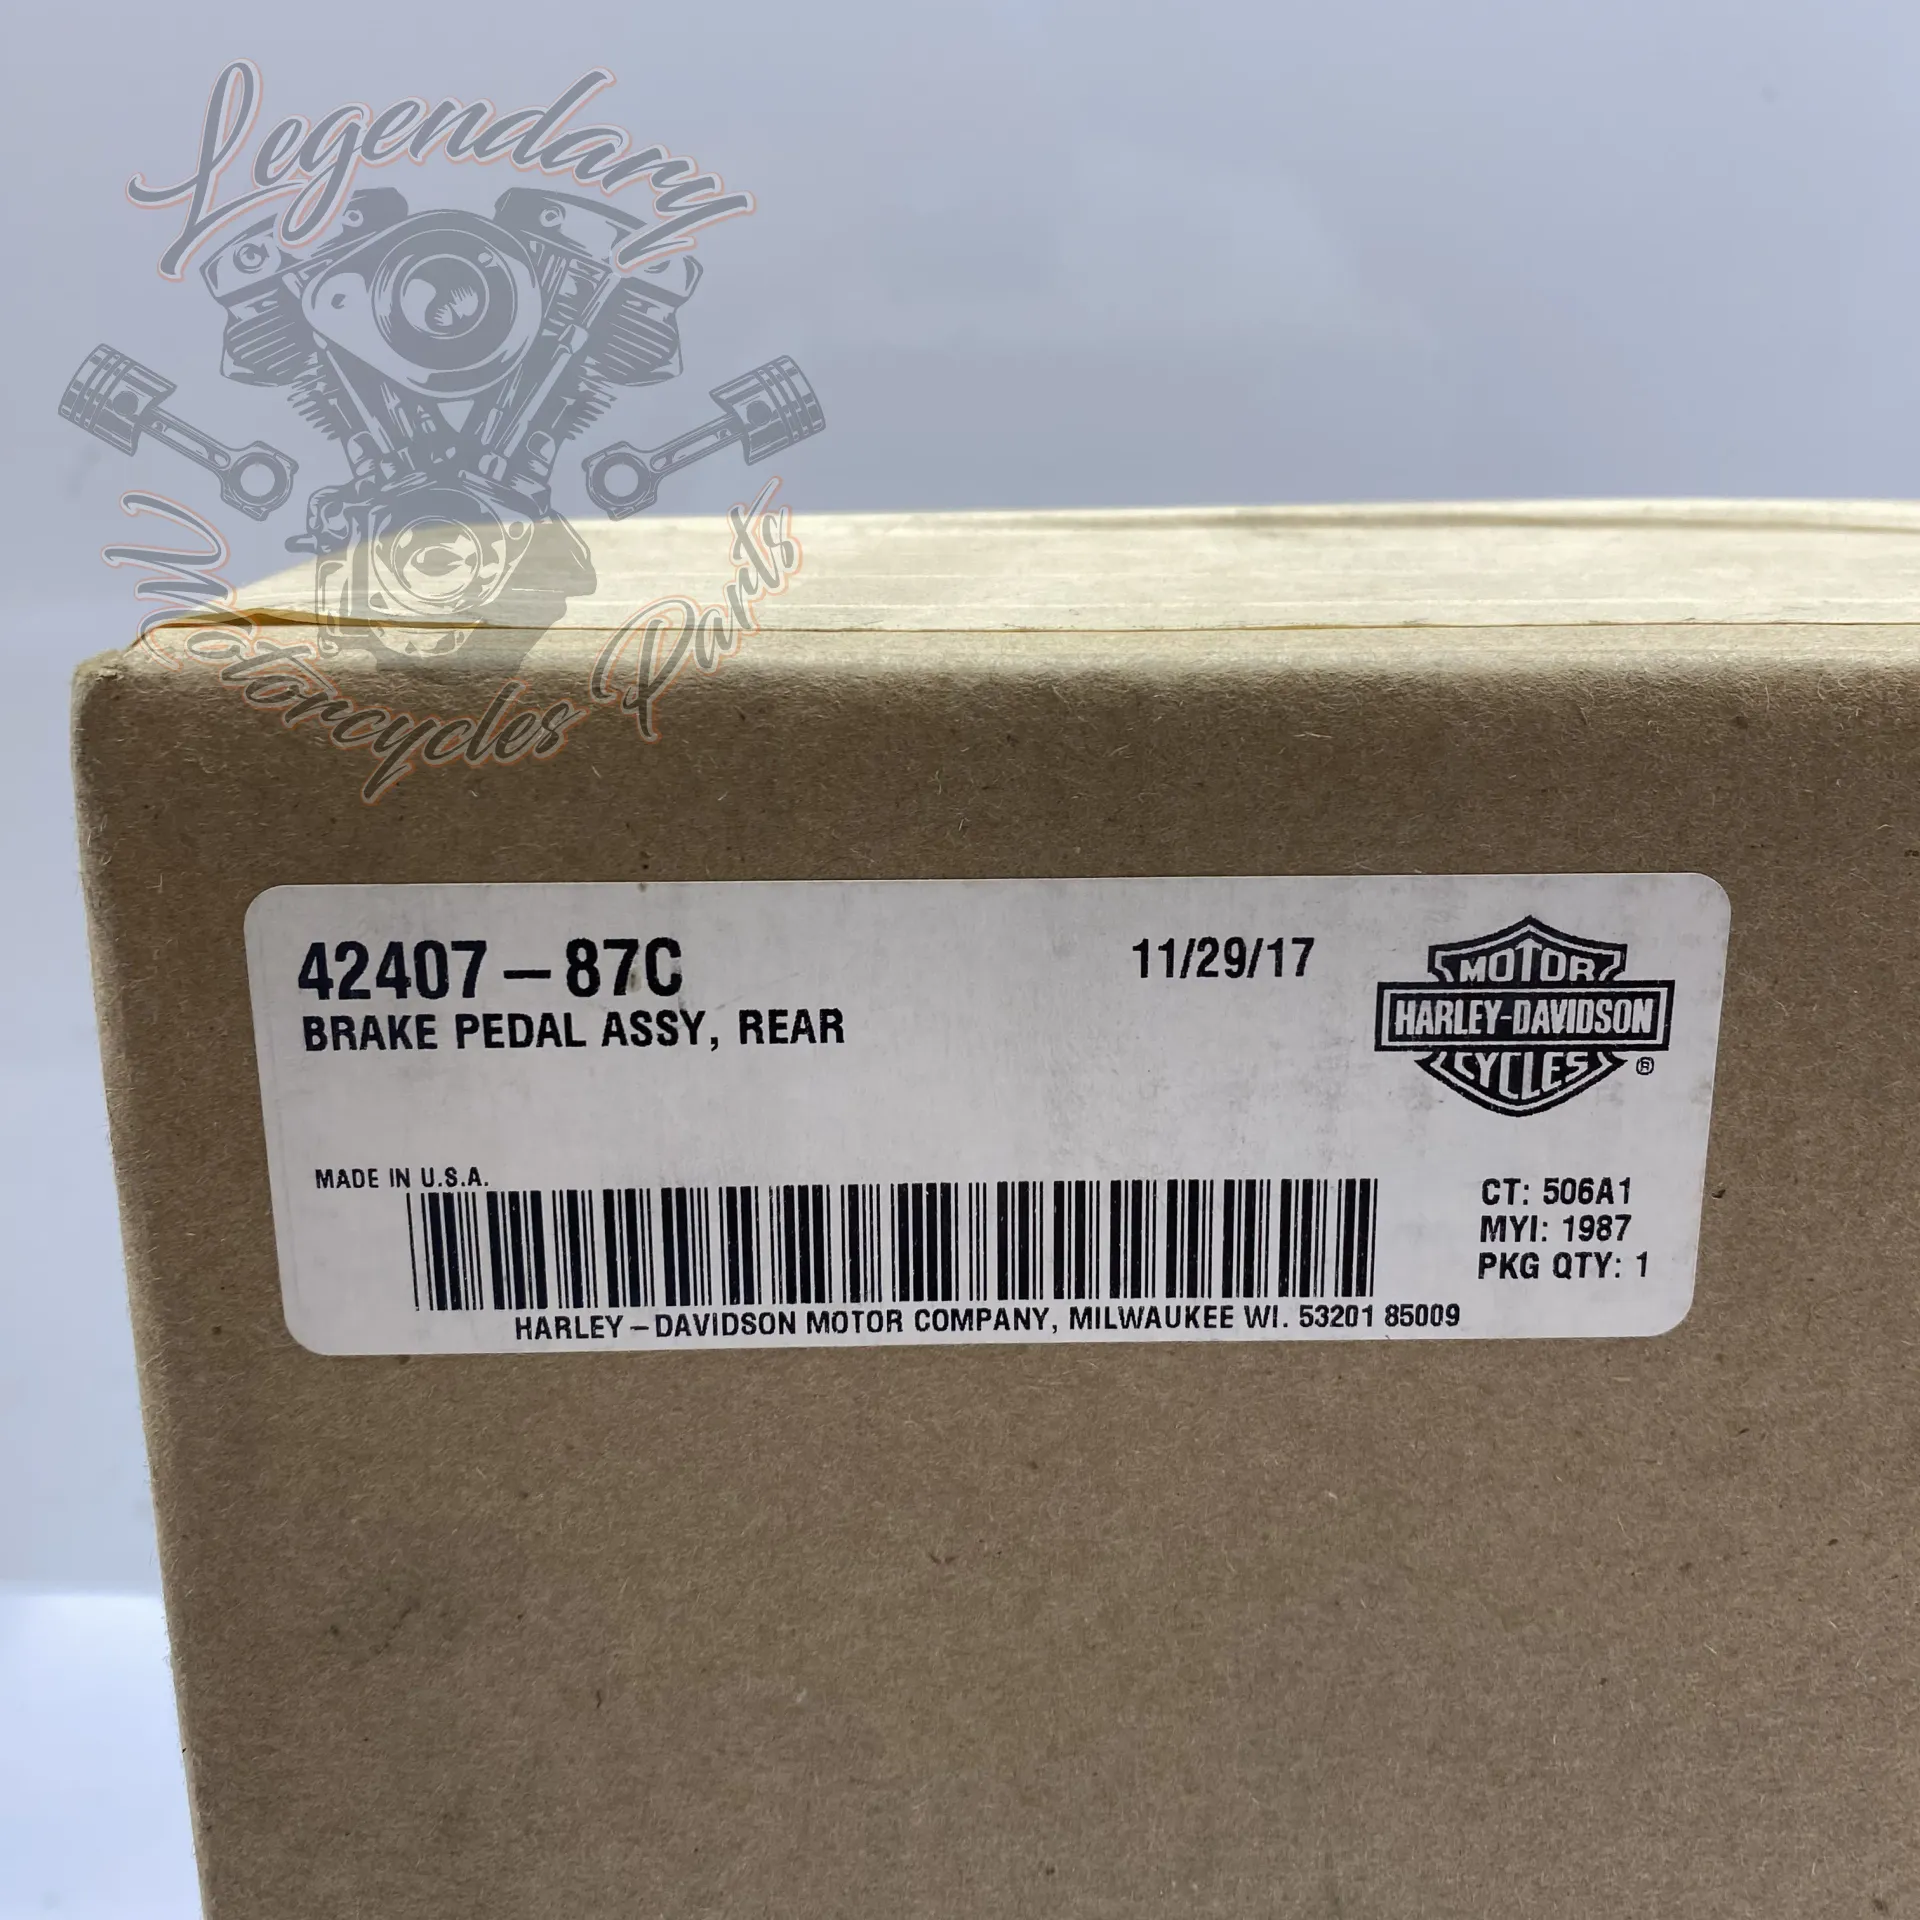 Legendary
Motorcycles Parts
42407-87C
11/29/17
BRAKE PEDAL ASSY, REAR
MOTOR
HARLEY-DAVIDSON
CYCLES
®
MADE IN U.S.A.
CT: 506A1
MYI: 1987
PKG QTY: 1
HARLEY-DAVIDSON MOTOR COMPANY, MILWAUKEE WI. 53201 85009